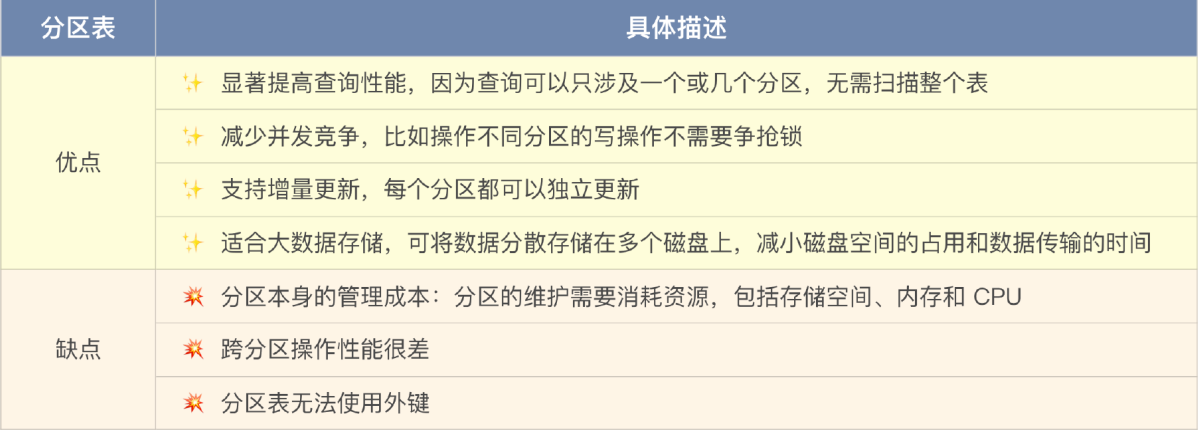 分区表
具体描述
优点
✨ 显著提高查询性能，因为查询可以只涉及一个或几个分区，无需扫描整个表
✨ 减少并发竞争，比如操作不同分区的写操作不需要争抢锁
✨ 支持增量更新，每个分区都可以独立更新
✨ 适合大数据存储，可将数据分散存储在多个磁盘上，减小磁盘空间的占用和数据传输的时间
缺点
💥 分区本身的管理成本：分区的维护需要消耗资源，包括存储空间、内存和 CPU
💥 跨分区操作性能很差
💥 分区表无法使用外键